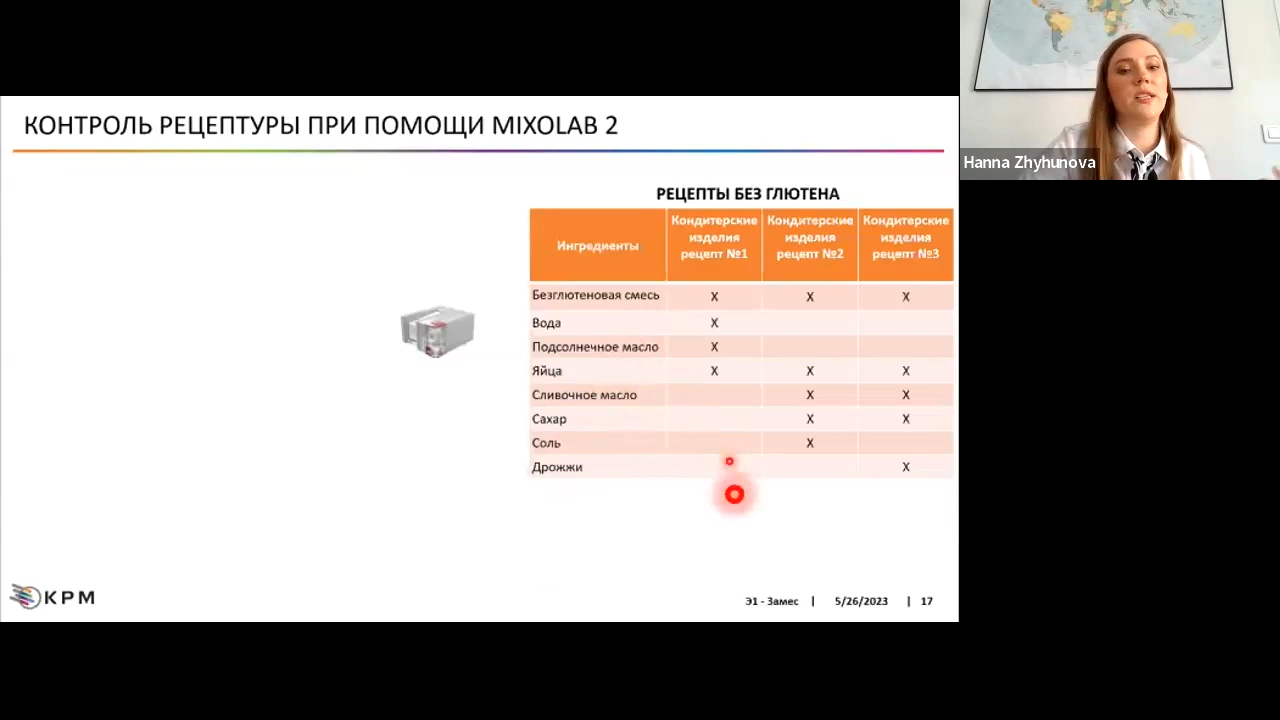 КОНТРОЛЬ РЕЦЕПТУРЫ ПРИ ПОМОЩИ MIXOLAB 2
Hanna Zhyhunova
РЕЦЕПТЫ БЕЗ ГЛЮТЕНА
Ингредиенты
Кондитерские
изделия
рецепт №1
Кондитерские
изделия
рецепт №2
Кондитерские
изделия
рецепт №3
Безглютеновая смесь X X X
Вода X
Подсолнечное масло X
Яйца X X X
Сливочное масло X X
Сахар X X
Соль X
Дрожжи X
KPM
Э1 - Замес | 5/26/2023 | 17